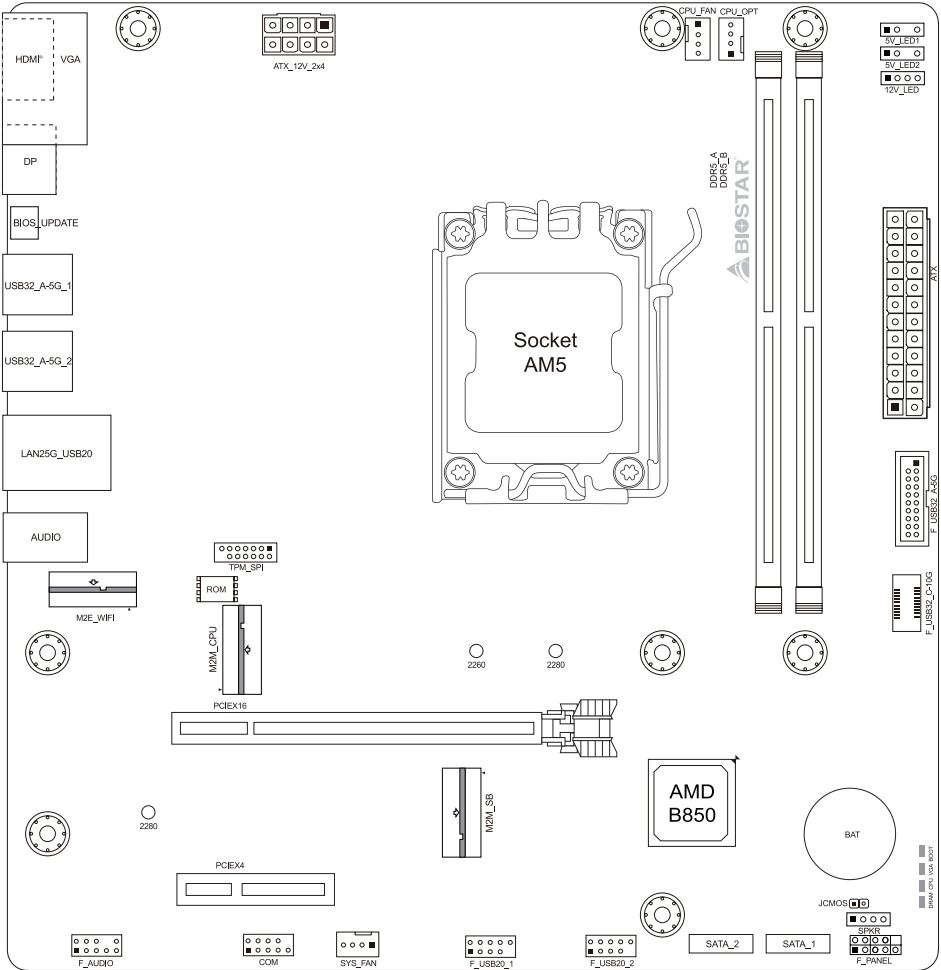 CPU_FAN CPU_OPT
HDMI® VGA
ATX_12V_2x4
5V_LED1
5V_LED2
12V_LED
DP
DDR5_A
DDR5_B
BIOSTAR
BIOS_UPDATE
ATX
USB32_A-5G_1
Socket
AM5
USB32_A-5G_2
LAN25G_USB20
F_USB32_A-5G
AUDIO
TPM_SPI
ROM
M2E_WIFI
F_USB32_C-10G
M2M_CPU
2260
2280
PCIEX16
AMD
B850
M2M_SB
2280
BAT
PCIEX4
DRAM CPU VGA BOOT
JCMOS
SPKR
SATA_2
SATA_1
F_AUDIO
COM
SYS_FAN
F_USB20_1
F_USB20_2
F_PANEL